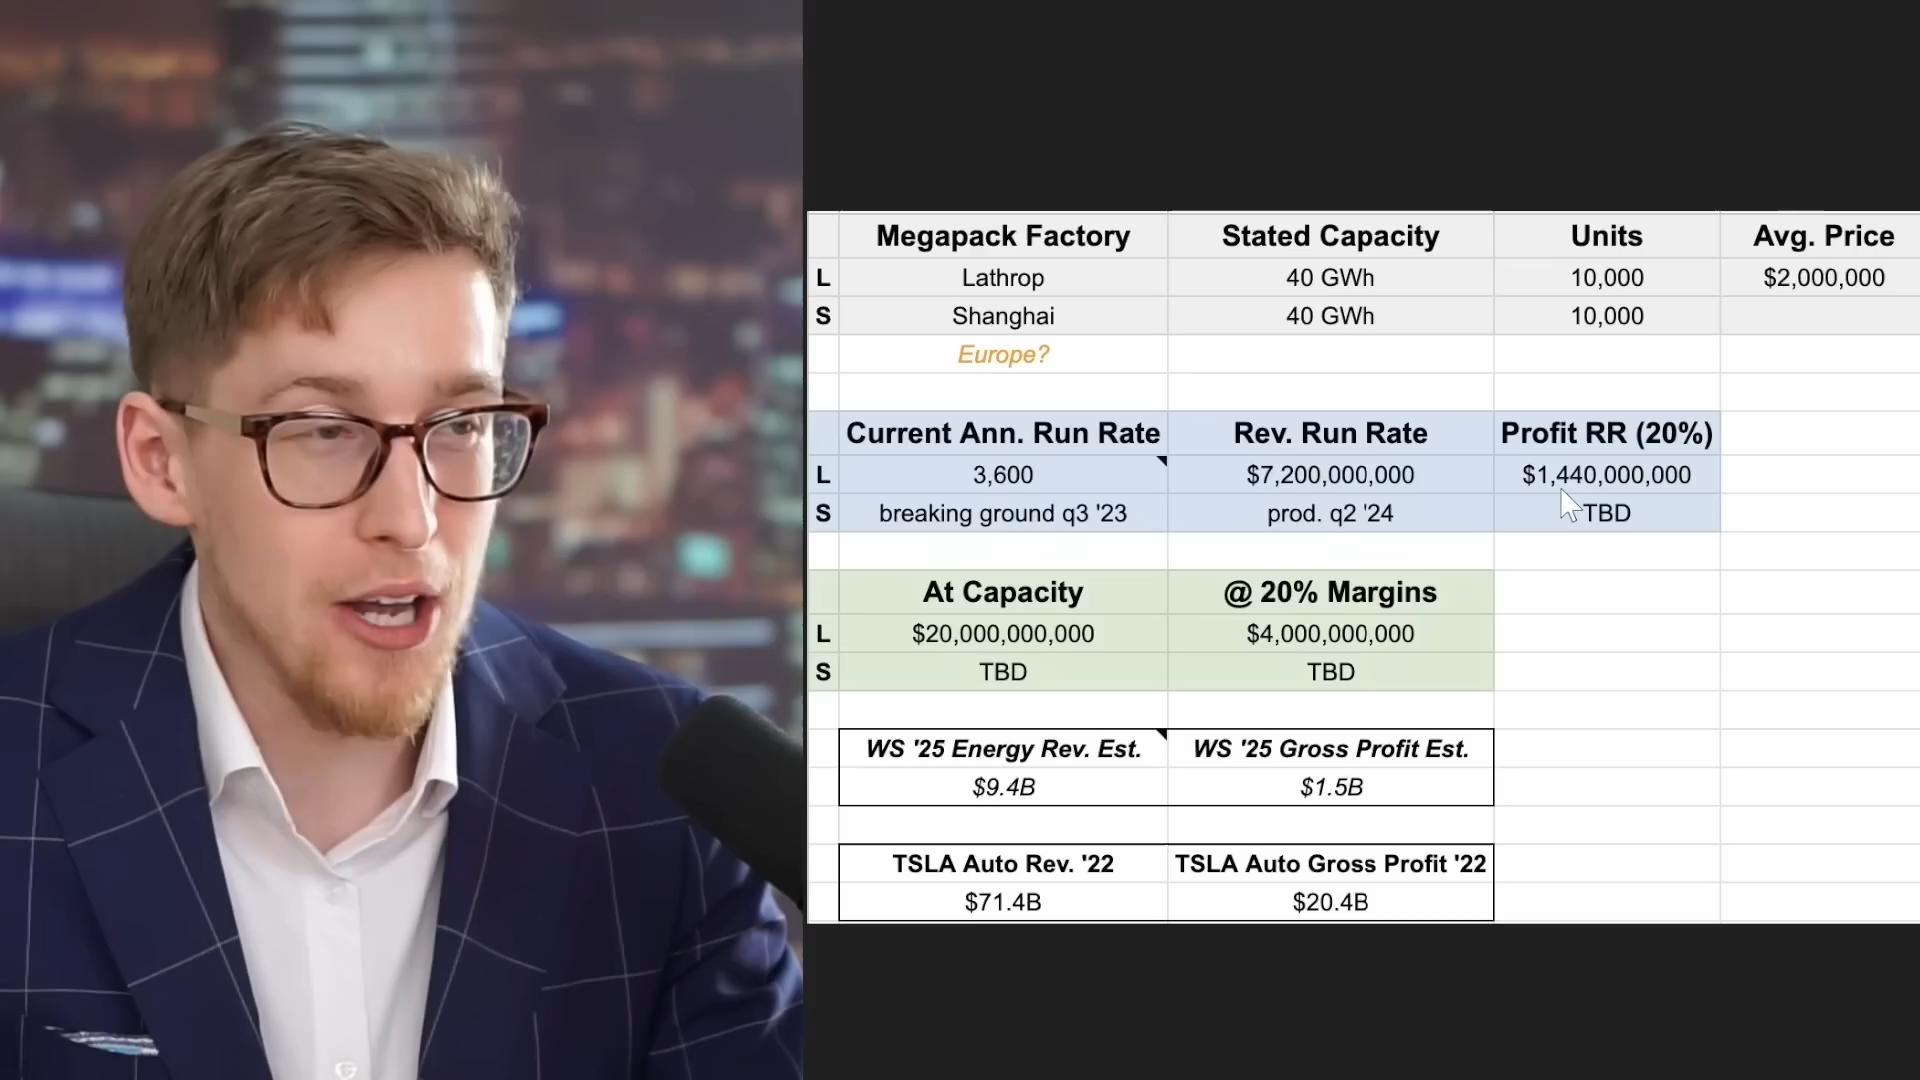 Megapack Factory Stated Capacity Units Avg. Price
L Lathrop 40 GWh 10,000 $2,000,000
S Shanghai 40 GWh 10,000
Europe?
Current Ann. Run Rate Rev. Run Rate Profit RR (20%)
L 3,600 $7,200,000,000 $1,440,000,000
S breaking ground q3 '23 prod. q2 '24 TBD
At Capacity @ 20% Margins
L $20,000,000,000 $4,000,000,000
S TBD TBD
WS '25 Energy Rev. Est. WS '25 Gross Profit Est.
$9.4B $1.5B
TSLA Auto Rev. '22 TSLA Auto Gross Profit '22
$71.4B $20.4B